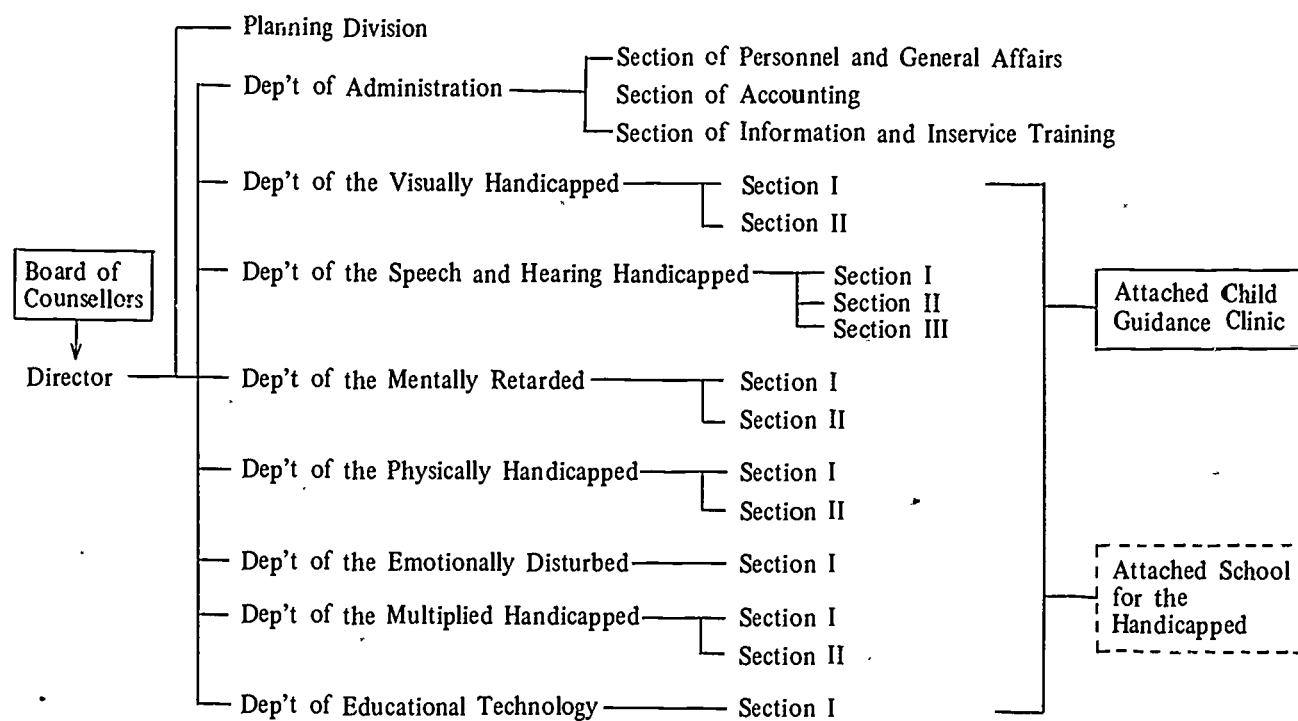 Planning Division
Dep't of Administration
Section of Personnel and General Affairs
Section of Accounting
Section of Information and Inservice Training
Dep't of the Visually Handicapped
Section I
Section II
Board of
Counsellors
Director
Dep't of the Speech and Hearing Handicapped
Section I
Section II
Section III
Dep't of the Mentally Retarded
Section I
Section II
Dep't of the Physically Handicapped
Section I
Section II
Dep't of the Emotionally Disturbed
Section I
Dep't of the Multiplied Handicapped
Section I
Section II
Dep't of Educational Technology
Section I
Attached Child
Guidance Clinic
Attached School
for the
Handicapped